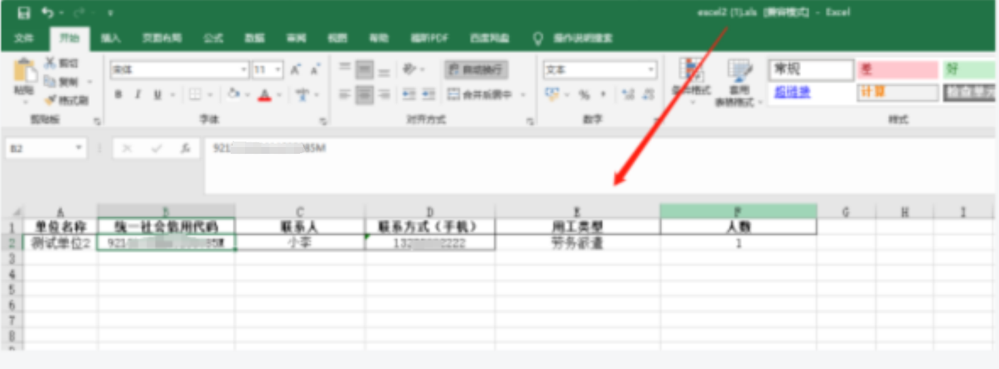 excel2 (1).xls [兼容模式] - Excel
文件 开始 插入 页面布局 公式 数据 审阅 视图 帮助 福昕PDF 百度网盘 操作说明搜索
粘贴 剪切 复制 格式刷
宋体 11
B I U
自动换行
合并后居中
文本
%
条件格式 套用表格格式
常规 差 好
超链接 计算
剪贴板 字体 对齐方式 数字 样式
B2 fx 921 85M
A B C D E F G H I
1 单位名称 统一社会信用代码 联系人 联系方式（手机） 用工类型 人数
2 测试单位2 921 85M 小李 132 2222 劳务派遣 1
3
4
5
6
7
8